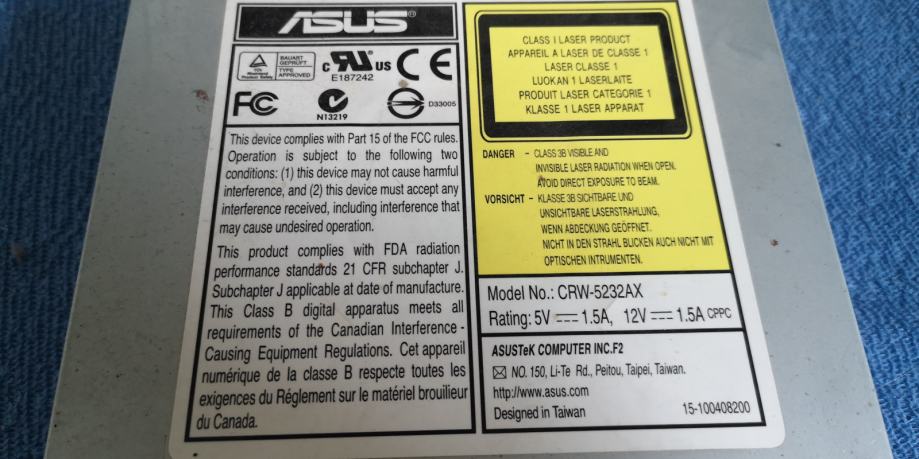 ASUS®
TÜV
Rheinland
Product Safety
BAUART
GEPRÜFT
TYPE
APPROVED
c RU US
E187242
CE
FC
N13219
D33005
This device complies with Part 15 of the FCC rules.
Operation is subject to the following two
conditions: (1) this device may not cause harmful
interference, and (2) this device must accept any
interference received, including interference that
may cause undesired operation.
This product complies with FDA radiation
performance standards 21 CFR subchapter J.
Subchapter J applicable at date of manufacture.
This Class B digital apparatus meets all
requirements of the Canadian Interference -
Causing Equipment Regulations. Cet appareil
numérique de la classe B respecte toutes les
exigences du Réglement sur le matériel brouilleur
du Canada.
CLASS I LASER PRODUCT
APPAREIL A LASER DE CLASSE 1
LASER CLASSE 1
LUOKAN 1 LASERLAITE
PRODUIT LASER CATEGORIE 1
KLASSE 1 LASER APPARAT
DANGER - CLASS 3B VISIBLE AND
INVISIBLE LASER RADIATION WHEN OPEN.
AVOID DIRECT EXPOSURE TO BEAM.
VORSICHT - KLASSE 3B SICHTBARE UND
UNSICHTBARE LASERSTRAHLUNG,
WENN ABDECKUNG GEÖFFNET.
NICHT IN DEN STRAHL BLICKEN AUCH NICHT MIT
OPTISCHEN INTRUMENTEN.
Model No.: CRW-5232AX
Rating: 5V 1.5A, 12V 1.5A CPPC
ASUSTeK COMPUTER INC.F2
NO. 150, Li-Te Rd., Peitou, Taipei, Taiwan.
http://www.asus.com
Designed in Taiwan 15-100408200